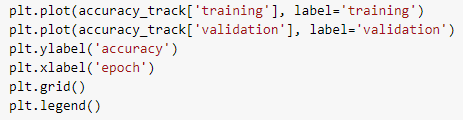 plt.plot(accuracy_track['training'], label='training')
plt.plot(accuracy_track['validation'], label='validation')
plt.ylabel('accuracy')
plt.xlabel('epoch')
plt.grid()
plt.legend()